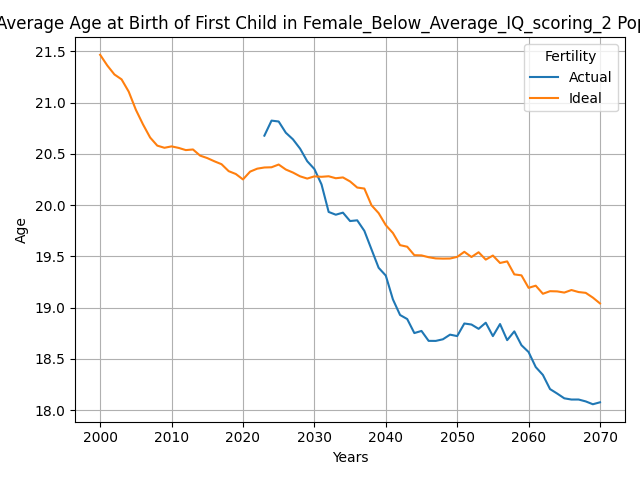 Average Age at Birth of First Child in Female_Below_Average_IQ_scoring_2
Fertility
Actual
Ideal
21.5
21.0
20.5
20.0
19.5
19.0
18.5
18.0
Age
2000 2010 2020 2030 2040 2050 2060 2070
Years